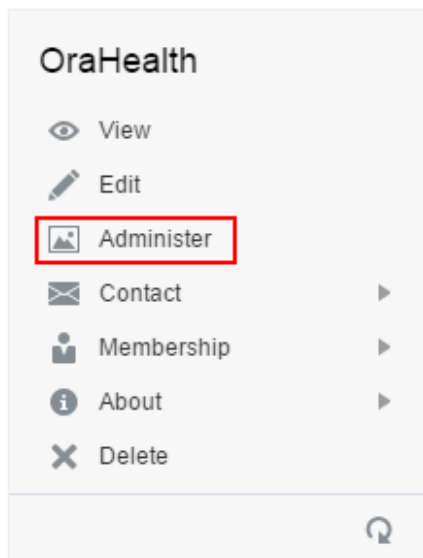 OraHealth
View
Edit
Administer
Contact
Membership
About
Delete